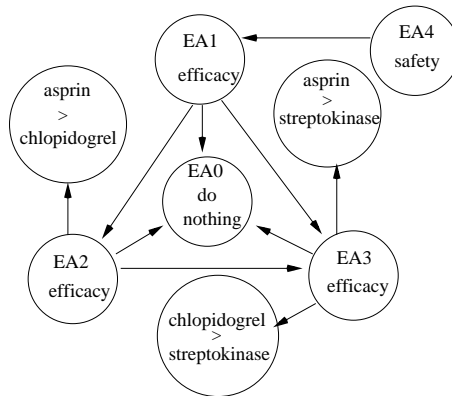 EA1
efficacy
EA4
safety
asprin
>
chlopidogrel
asprin
>
streptokinase
EA0
do
nothing
EA2
efficacy
EA3
efficacy
chlopidogrel
>
streptokinase